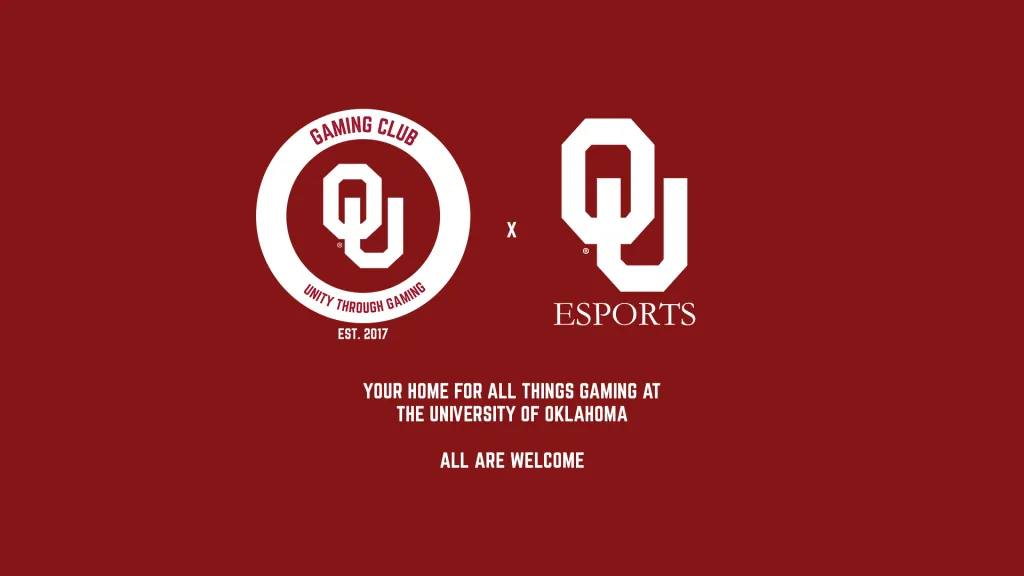 GAMING CLUB
OU
®
UNITY THROUGH GAMING
EST. 2017
X
OU
®
ESPORTS
YOUR HOME FOR ALL THINGS GAMING AT
THE UNIVERSITY OF OKLAHOMA
ALL ARE WELCOME